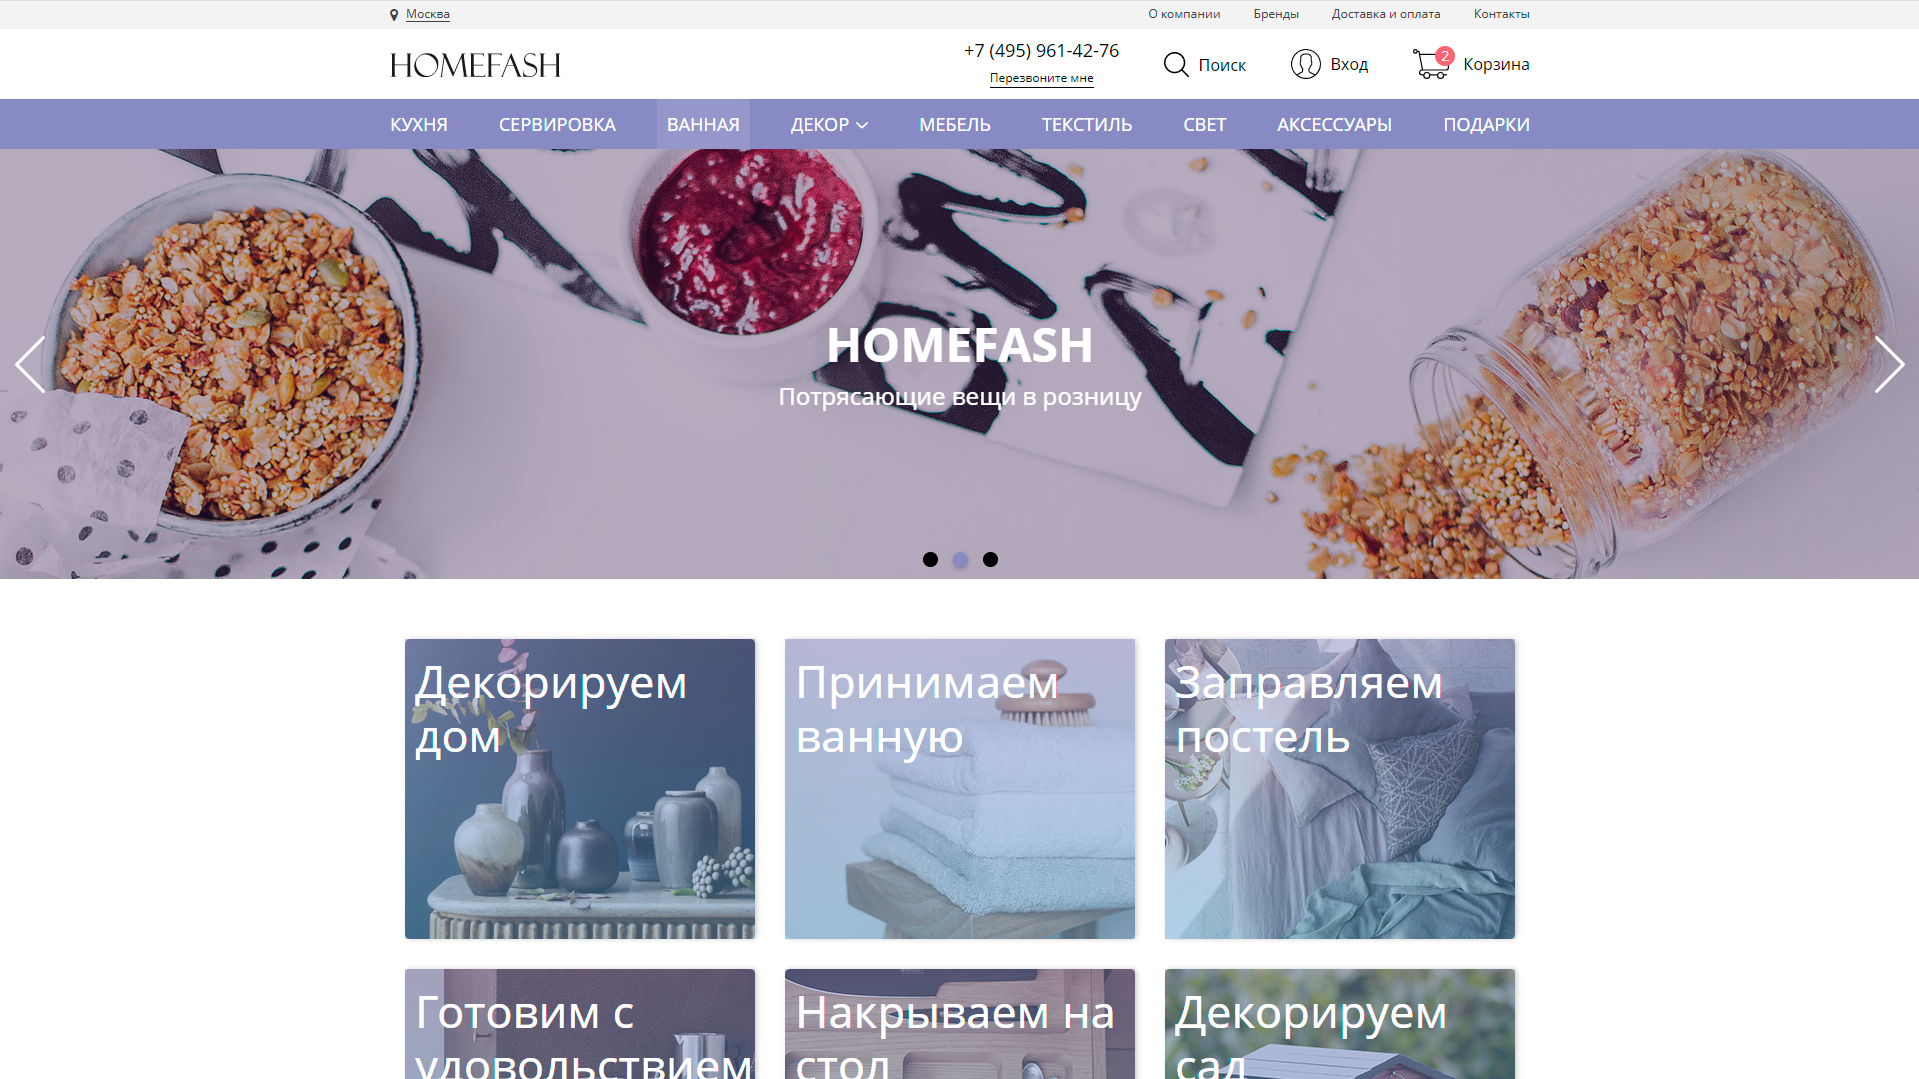 Москва
О компании
Бренды
Доставка и оплата
Контакты
HOMEFASH
+7 (495) 961-42-76
Перезвоните мне
Поиск
Вход
2
Корзина
КУХНЯ
СЕРВИРОВКА
ВАННАЯ
ДЕКОР
МЕБЕЛЬ
ТЕКСТИЛЬ
СВЕТ
АКСЕССУАРЫ
ПОДАРКИ
HOMEFASH
Потрясающие вещи в розницу
Декорируем
дом
Принимаем
ванную
Заправляем
постель
Готовим с
удовольствием
Накрываем на
стол
Декорируем
сад